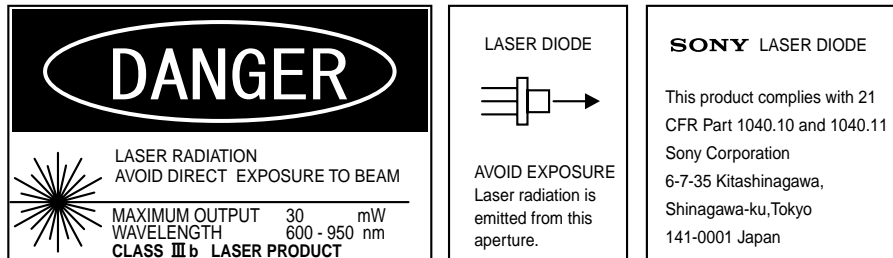 DANGER
LASER RADIATION
AVOID DIRECT EXPOSURE TO BEAM
MAXIMUM OUTPUT 30 mW
WAVELENGTH 600 - 950 nm
CLASS Ⅲb LASER PRODUCT
LASER DIODE
AVOID EXPOSURE
Laser radiation is
emitted from this
aperture.
SONY LASER DIODE
This product complies with 21
CFR Part 1040.10 and 1040.11
Sony Corporation
6-7-35 Kitashinagawa,
Shinagawa-ku,Tokyo
141-0001 Japan